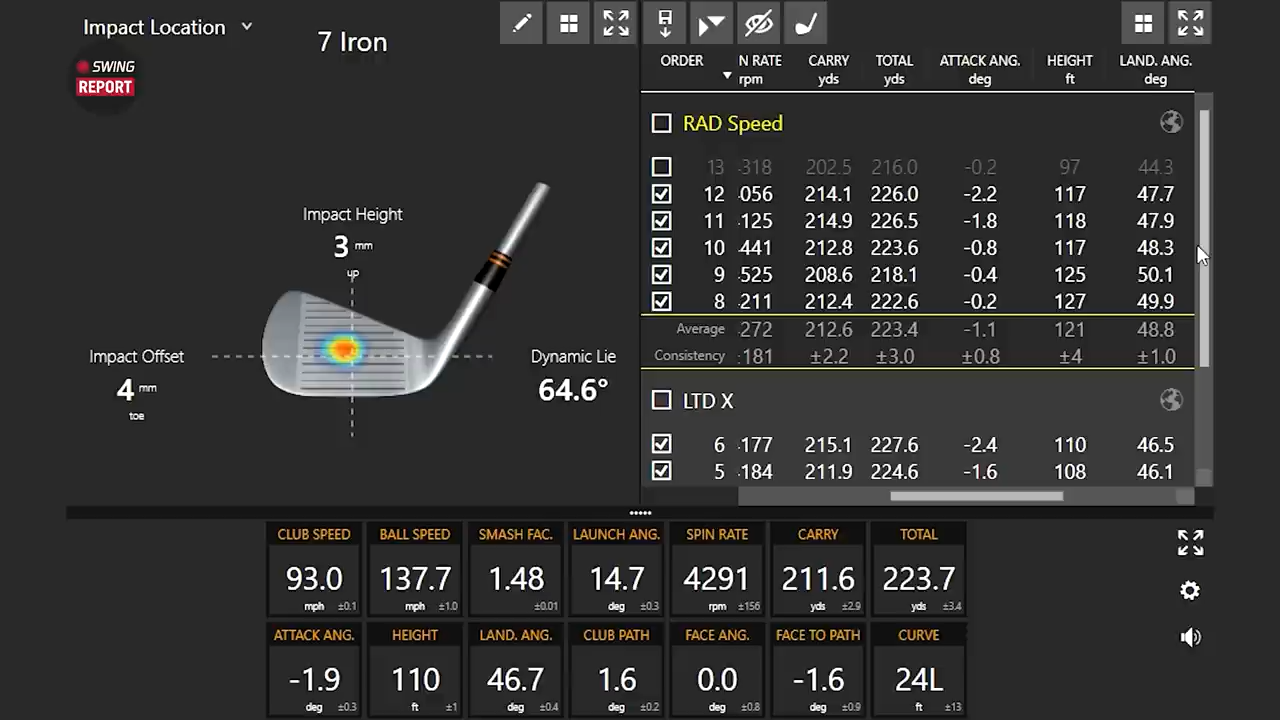 Impact Location
7 Iron
SWING
REPORT
Impact Height
3 mm
up
Impact Offset
4 mm
toe
Dynamic Lie
64.6°
ORDER N RATE CARRY TOTAL ATTACK ANG. HEIGHT LAND. ANG.
rpm yds yds deg ft deg
RAD Speed
13 318 202.5 216.0 -0.2 97 44.3
12 056 214.1 226.0 -2.2 117 47.7
11 125 214.9 226.5 -1.8 118 47.9
10 441 212.8 223.6 -0.8 117 48.3
9 525 208.6 218.1 -0.4 125 50.1
8 211 212.4 222.6 -0.2 127 49.9
Average 272 212.6 223.4 -1.1 121 48.8
Consistency 181 ±2.2 ±3.0 ±0.8 ±4 ±1.0
LTD X
6 177 215.1 227.6 -2.4 110 46.5
5 184 211.9 224.6 -1.6 108 46.1
CLUB SPEED BALL SPEED SMASH FAC. LAUNCH ANG. SPIN RATE CARRY TOTAL
93.0 137.7 1.48 14.7 4291 211.6 223.7
mph ±0.1 mph ±1.0 ±0.01 deg ±0.3 rpm ±156 yds ±2.9 yds ±3.4
ATTACK ANG. HEIGHT LAND. ANG. CLUB PATH FACE ANG. FACE TO PATH CURVE
-1.9 110 46.7 1.6 0.0 -1.6 24L
deg ±0.3 ft ±1 deg ±0.4 deg ±0.2 deg ±0.8 deg ±0.9 ft ±13